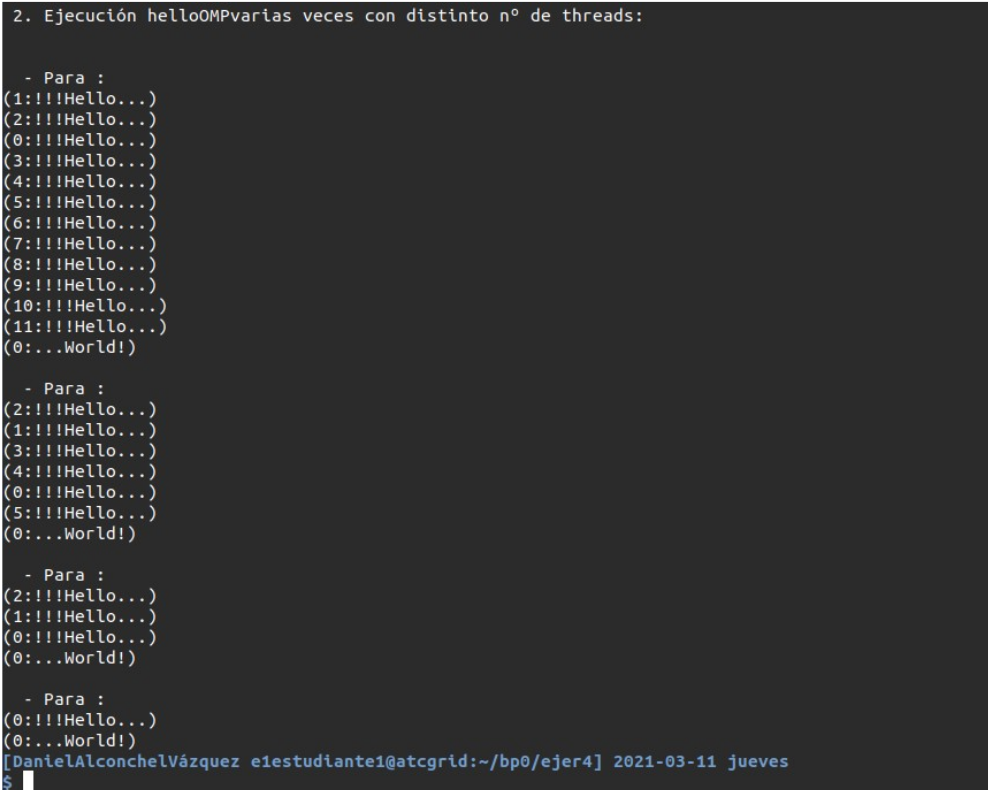 2. Ejecución helloOMPvarias veces con distinto nº de threads:
- Para :
(1:!!!Hello...)
(2:!!!Hello...)
(0:!!!Hello...)
(3:!!!Hello...)
(4:!!!Hello...)
(5:!!!Hello...)
(6:!!!Hello...)
(7:!!!Hello...)
(8:!!!Hello...)
(9:!!!Hello...)
(10:!!!Hello...)
(11:!!!Hello...)
(0:...World!)
- Para :
(2:!!!Hello...)
(1:!!!Hello...)
(3:!!!Hello...)
(4:!!!Hello...)
(0:!!!Hello...)
(5:!!!Hello...)
(0:...World!)
- Para :
(2:!!!Hello...)
(1:!!!Hello...)
(0:!!!Hello...)
(0:...World!)
- Para :
(0:!!!Hello...)
(0:...World!)
[DanielAlconchelVázquez e1estudiante1@atcgrid:~/bp0/ejer4] 2021-03-11 jueves
$